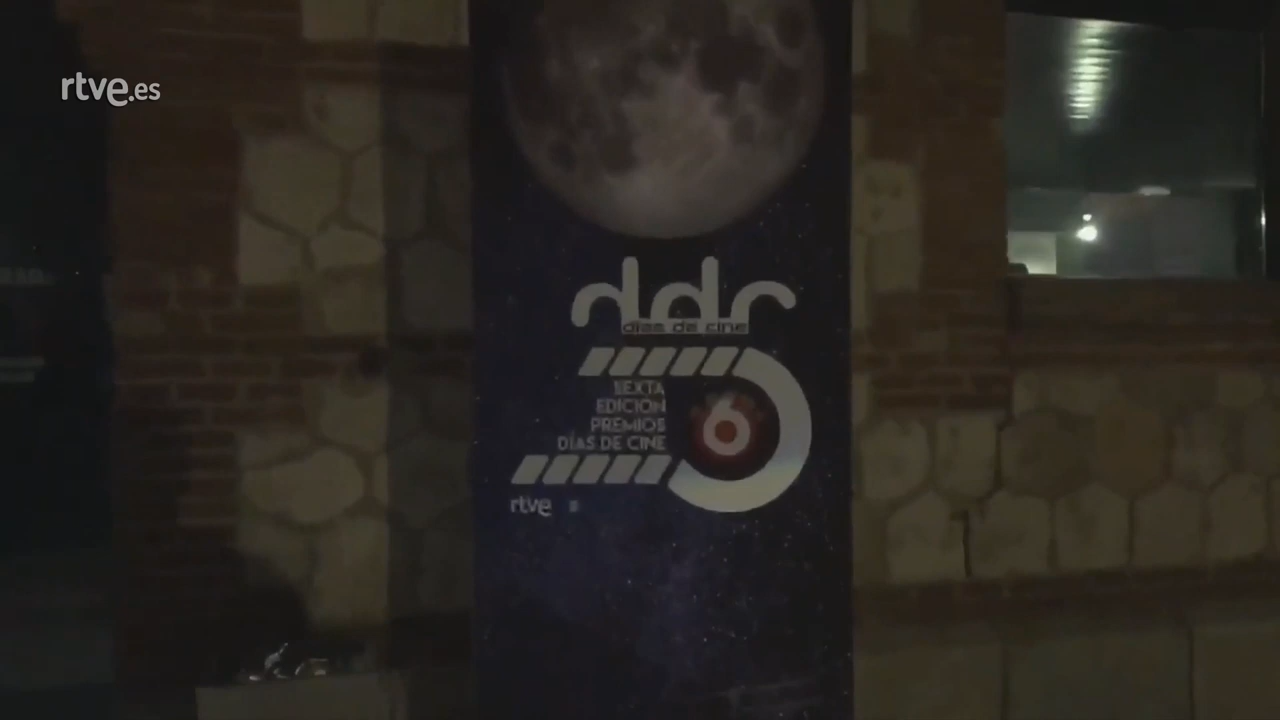 rtve.es
ddc
días de cine
SEXTA
EDICIÓN
PREMIOS
DÍAS DE CINE
6
rtve